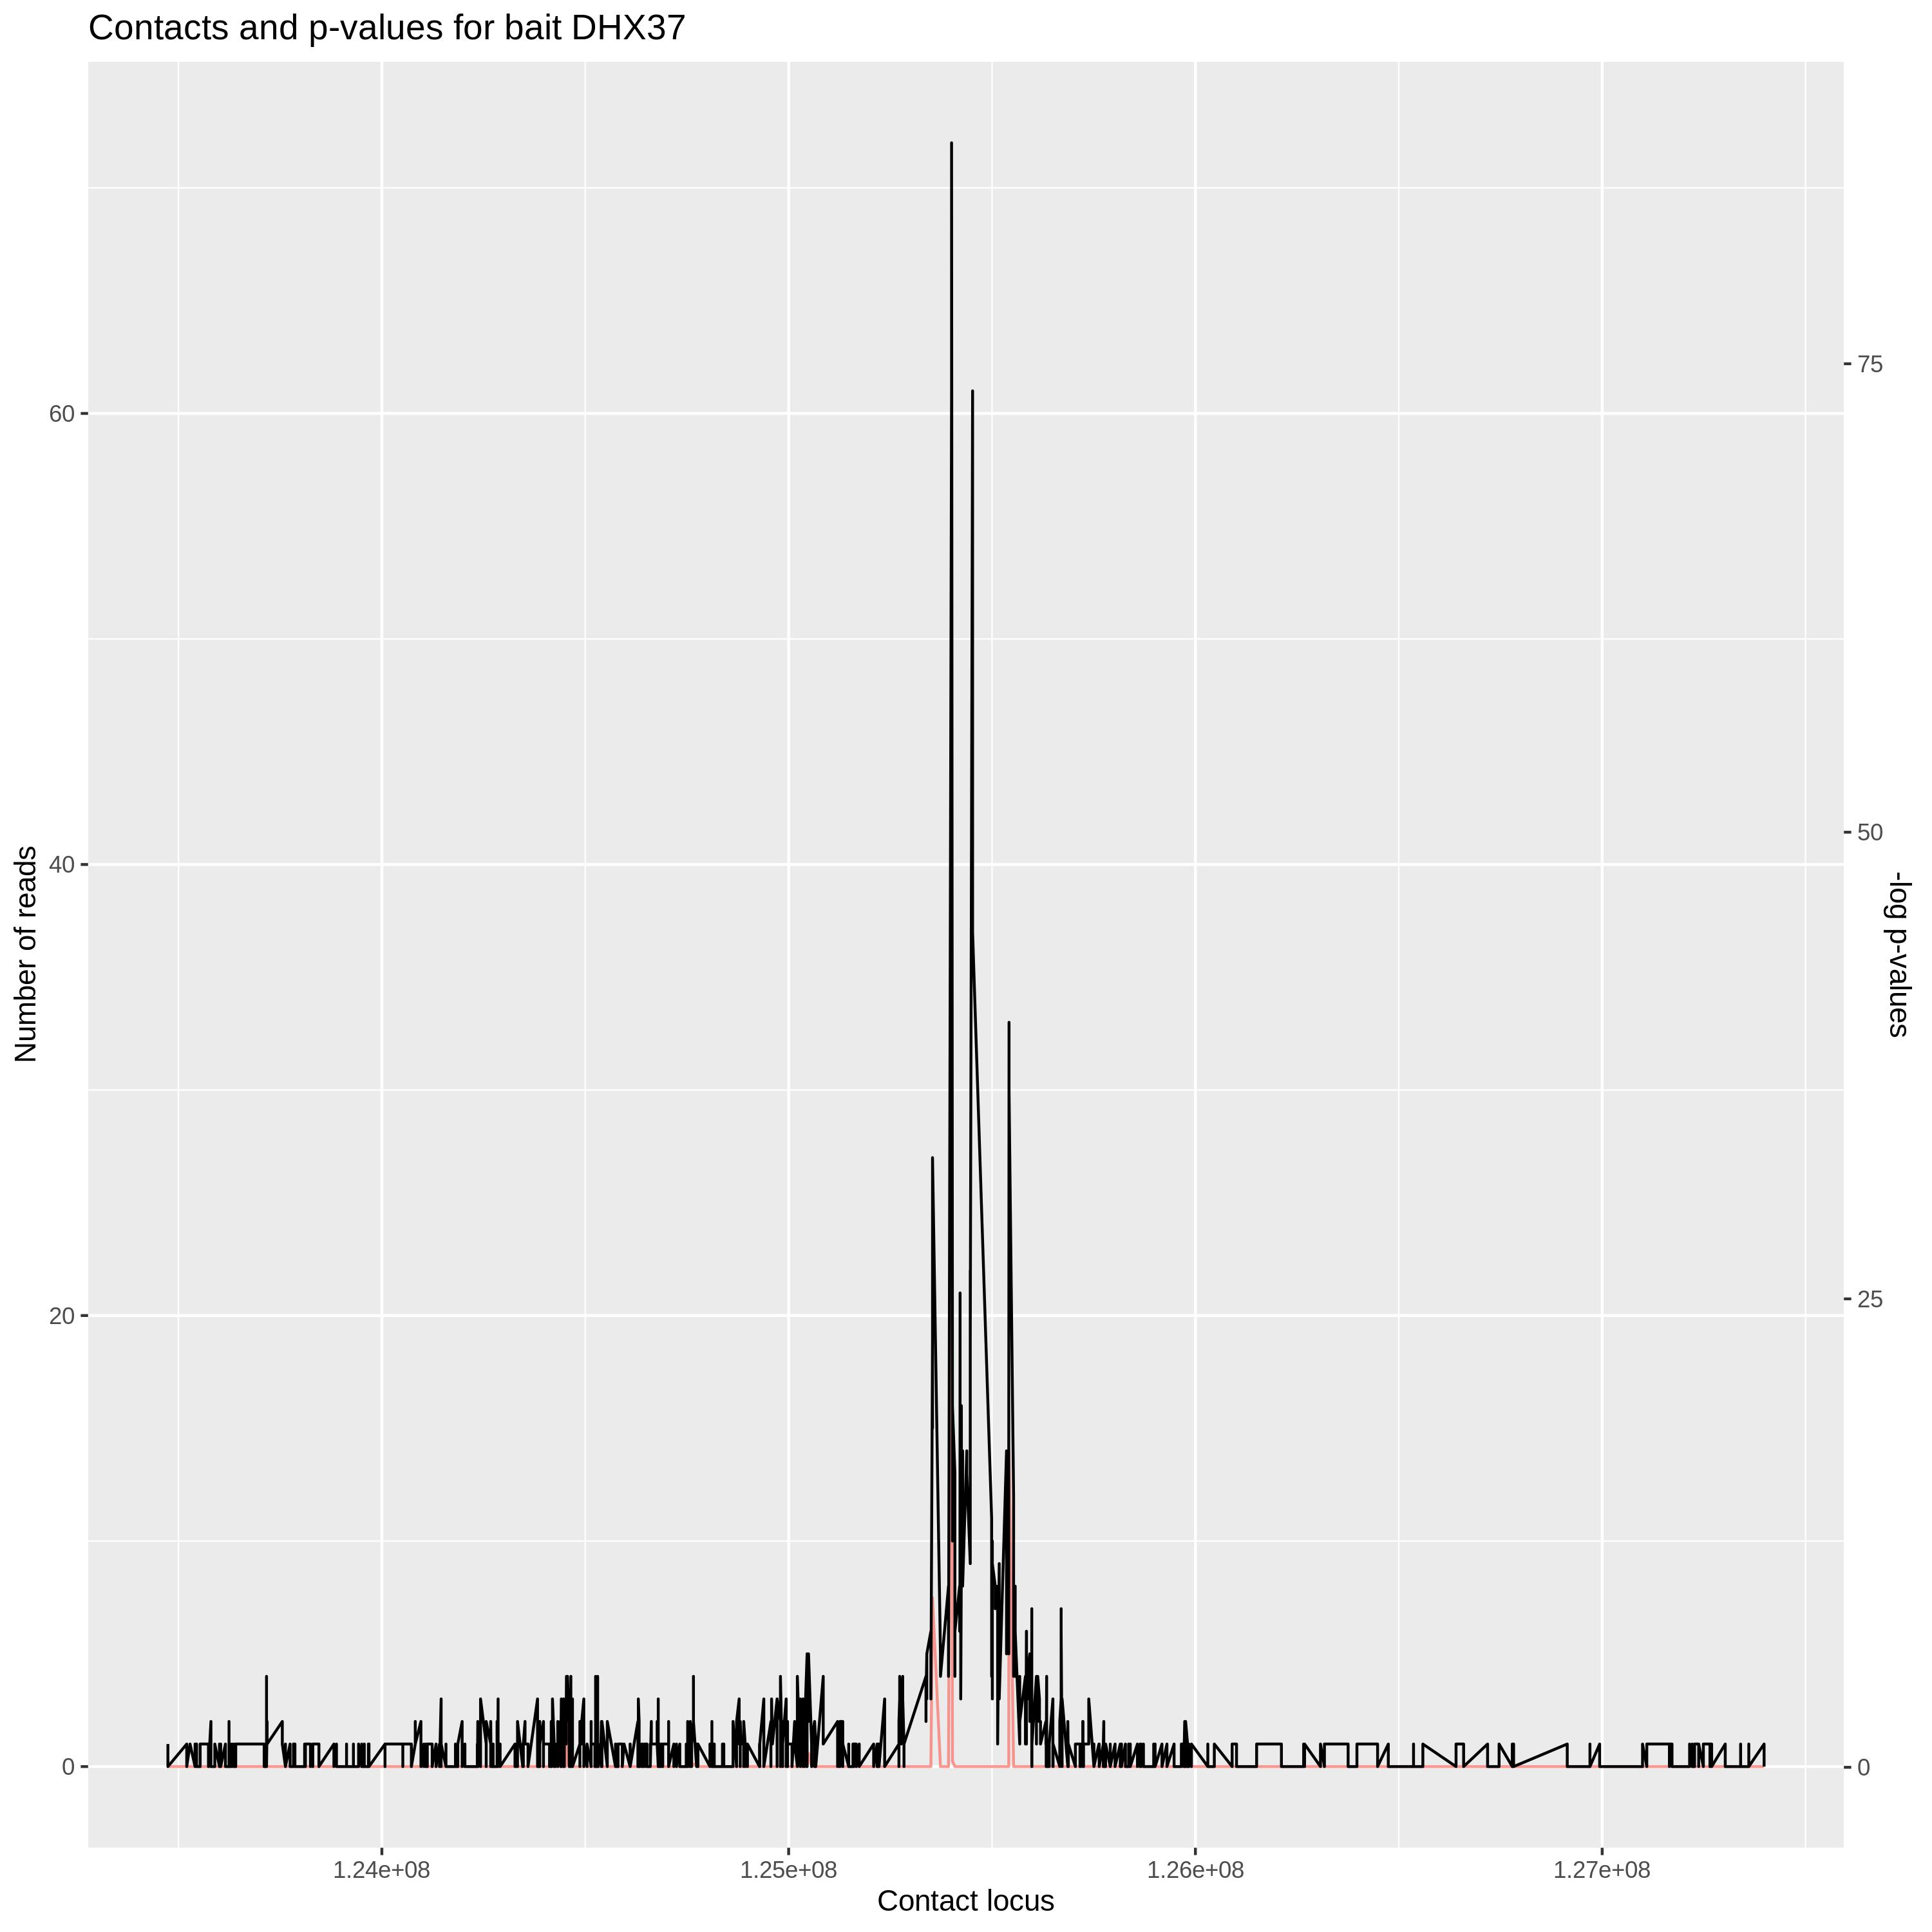 Contacts and p-values for bait DHX37
Number of reads
60
40
20
0
75
50
25
0
-log p-values
1.24e+08
1.25e+08
1.26e+08
1.27e+08
Contact locus